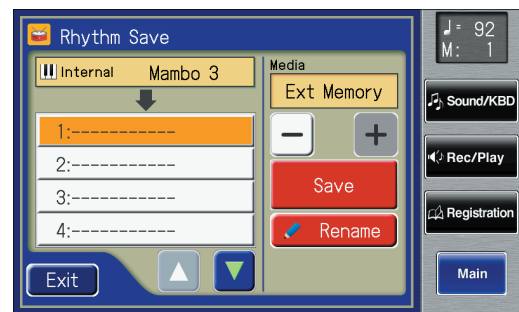 Rhythm Save
Internal Mambo 3
1:-----------
2:-----------
3:-----------
4:-----------
Exit
Media
Ext Memory
−
+
Save
Rename
♩= 92
M: 1
Sound/KBD
Rec/Play
Registration
Main